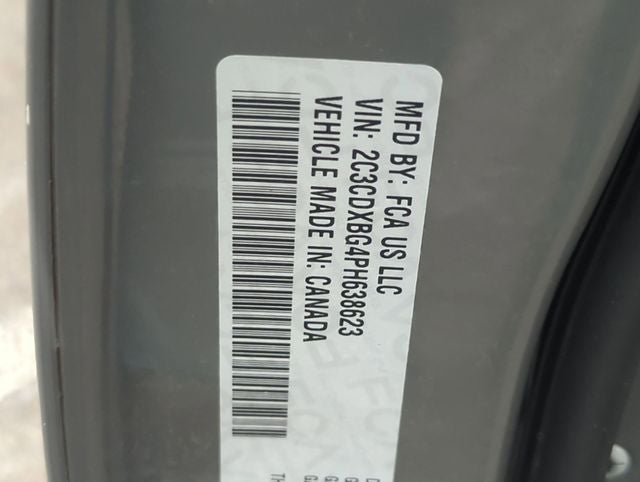 MFD BY: FCA US LLC
VIN: 2C3CDXBG4PH638623
VEHICLE MADE IN: CANADA